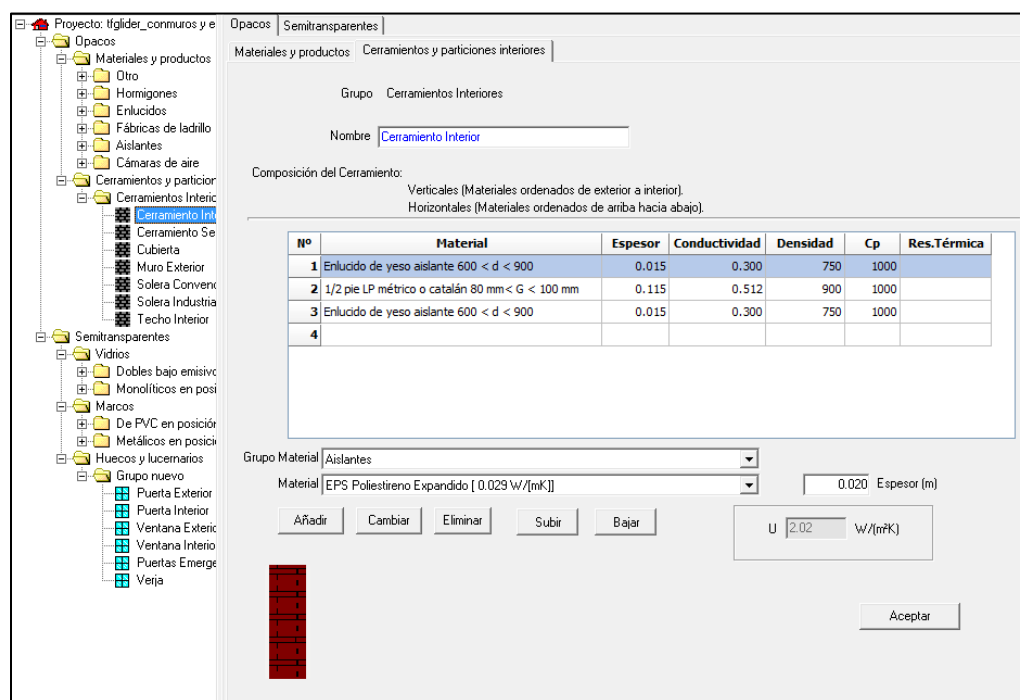 Proyecto: tfglider_conmuros y e
Opacos
Materiales y productos
Otro
Hormigones
Enlucidos
Fábricas de ladrillo
Aislantes
Cámaras de aire
Cerramientos y particior
Cerramientos Interic
Cerramiento Inte
Cerramiento Se
Cubierta
Muro Exterior
Solera Convenc
Solera Industria
Techo Interior
Semitransparentes
Vidrios
Dobles bajo emisivo
Monolíticos en posi
Marcos
De PVC en posición
Metálicos en posició
Huecos y lucernarios
Grupo nuevo
Puerta Exterior
Puerta Interior
Ventana Exteric
Ventana Interio
Puertas Emerge
Verja
Opacos Semitransparentes
Materiales y productos Cerramientos y particiones interiores
Grupo Cerramientos Interiores
Nombre Cerramiento Interior
Composición del Cerramiento:
Verticales (Materiales ordenados de exterior a interior).
Horizontales (Materiales ordenados de arriba hacia abajo).
Nº Material Espesor Conductividad Densidad Cp Res.Térmica
1 Enlucido de yeso aislante 600 < d < 900 0.015 0.300 750 1000
2 1/2 pie LP métrico o catalán 80 mm< G < 100 mm 0.115 0.512 900 1000
3 Enlucido de yeso aislante 600 < d < 900 0.015 0.300 750 1000
4
Grupo Material Aislantes
Material EPS Poliestireno Expandido [ 0.029 W/[mK]] 0.020 Espesor (m)
Añadir Cambiar Eliminar Subir Bajar
U 2.02 W/(m²K)
Aceptar